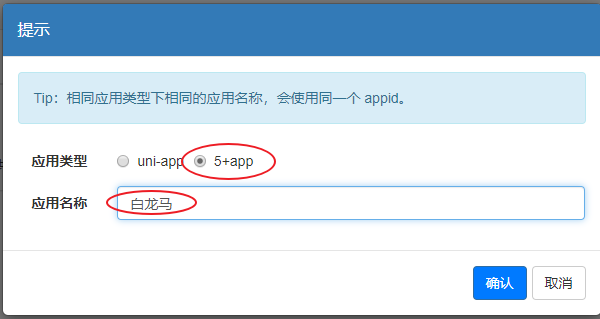 提示
Tip：相同应用类型下相同的应用名称，会使用同一个 appid。
应用类型 uni-app 5+app
应用名称 白龙马
确认 取消